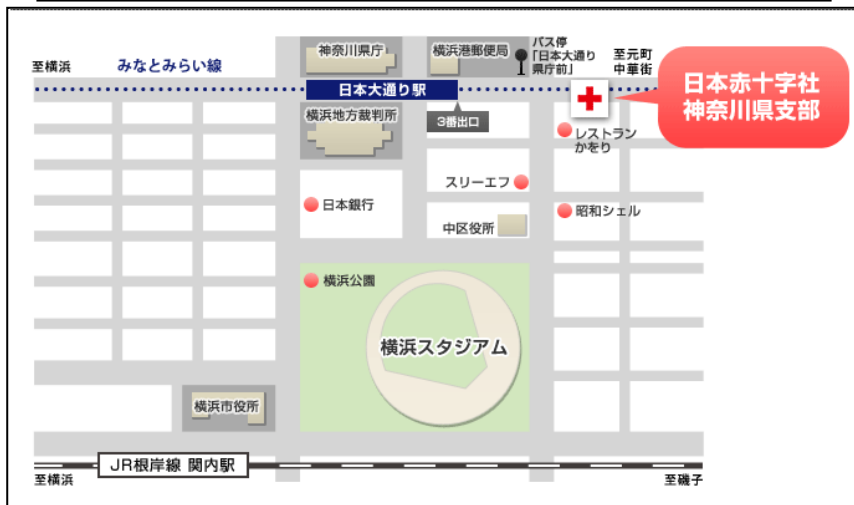 神奈川県庁
横浜港郵便局
バス停
「日本大通り
県庁前」
至元町
中華街
至横浜
みなとみらい線
日本赤十字社
神奈川県支部
日本大通り駅
横浜地方裁判所
3番出口
レストラン
かをり
スリーエフ
日本銀行
昭和シェル
中区役所
横浜公園
横浜スタジアム
横浜市役所
JR根岸線 関内駅
至横浜
至磯子